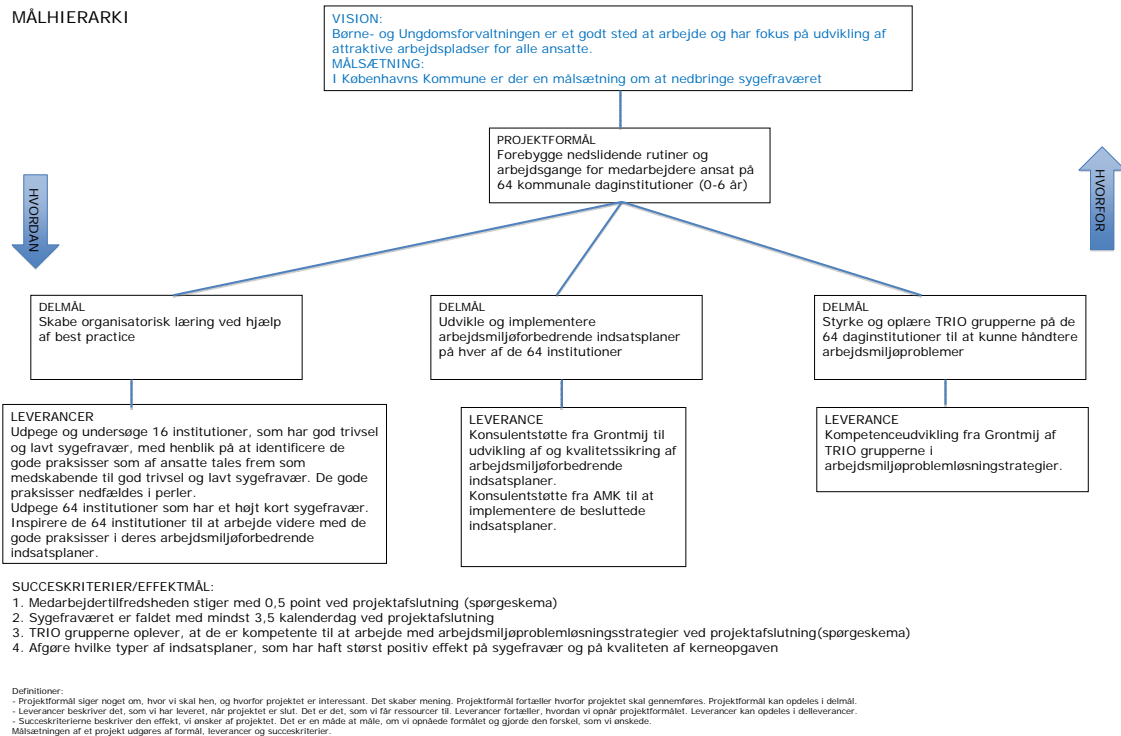 MÅLHIERARKI
VISION:
Børne- og Ungdomsforvaltningen er et godt sted at arbejde og har fokus på udvikling af
attraktive arbejdspladser for alle ansatte.
MÅLSÆTNING:
I Københavns Kommune er der en målsætning om at nedbringe sygefraværet
PROJEKTFORMÅL
Forebygge nedslidende rutiner og
arbejdsgange for medarbejdere ansat på
64 kommunale daginstitutioner (0-6 år)
HVORDAN
HVORFOR
DELMÅL
Skabe organisatorisk læring ved hjælp
af best practice
DELMÅL
Udvikle og implementere
arbejdsmiljøforbedrende indsatsplaner
på hver af de 64 institutioner
DELMÅL
Styrke og oplære TRIO grupperne på de
64 daginstitutioner til at kunne håndtere
arbejdsmiljøproblemer
LEVERANCER
Udpege og undersøge 16 institutioner, som har god trivsel
og lavt sygefravær, med henblik på at identificere de
gode praksisser som af ansatte tales frem som
medskabende til god trivsel og lavt sygefravær. De gode
praksisser nedfældes i perler.
Udpege 64 institutioner som har et højt kort sygefravær.
Inspirere de 64 institutioner til at arbejde videre med de
gode praksisser i deres arbejdsmiljøforbedrende
indsatsplaner.
LEVERANCE
Konsulentstøtte fra Grontmij til
udvikling af og kvalitetssikring af
arbejdsmiljøforbedrende
indsatsplaner.
Konsulentstøtte fra AMK til at
implementere de besluttede
indsatsplaner.
LEVERANCE
Kompetenceudvikling fra Grontmij af
TRIO grupperne i
arbejdsmiljøproblemløsningstrategier.
SUCCESKRITERIER/EFFEKTMÅL:
1. Medarbejdertilfredsheden stiger med 0,5 point ved projektafslutning (spørgeskema)
2. Sygefraværet er faldet med mindst 3,5 kalenderdag ved projektafslutning
3. TRIO grupperne oplever, at de er kompetente til at arbejde med arbejdsmiljøproblemløsningsstrategier ved projektafslutning(spørgeskema)
4. Afgøre hvilke typer af indsatsplaner, som har haft størst positiv effekt på sygefravær og på kvaliteten af kerneopgaven
Definitioner:
- Projektformål siger noget om, hvor vi skal hen, og hvorfor projektet er interessant. Det skaber mening. Projektformål fortæller hvorfor projektet skal gennemføres. Projektformål kan opdeles i delmål.
- Leverancer beskriver det, som vi har leveret, når projektet er slut. Det er det, som vi får ressourcer til. Leverancer fortæller, hvordan vi opnår projektformålet. Leverancer kan opdeles i delleverancer.
- Succeskriterierne beskriver den effekt, vi ønsker af projektet. Det er en måde at måle, om vi opnåede formålet og gjorde den forskel, som vi ønskede.
Målsætningen af et projekt udgøres af formål, leverancer og succeskriterier.